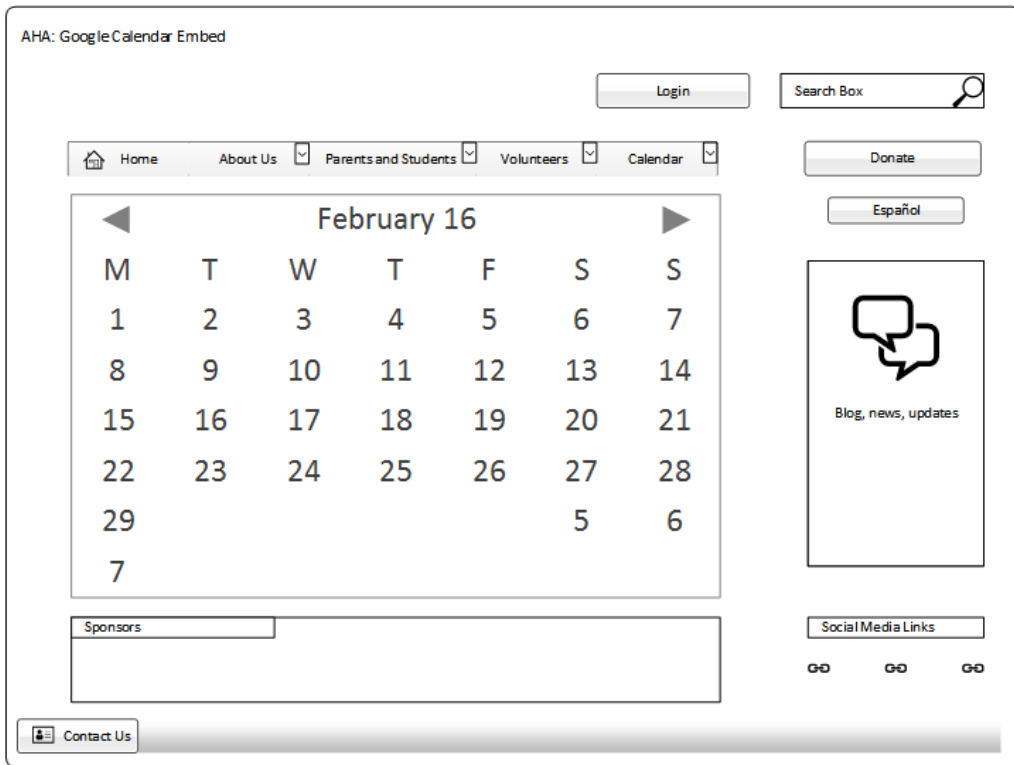 AHA: Google Calendar Embed
Login
Search Box
Home About Us Parents and Students Volunteers Calendar
Donate
Español
February 16
M T W T F S S
1 2 3 4 5 6 7
8 9 10 11 12 13 14
15 16 17 18 19 20 21
22 23 24 25 26 27 28
29 5 6
7
Blog, news, updates
Sponsors
Social Media Links
Contact Us